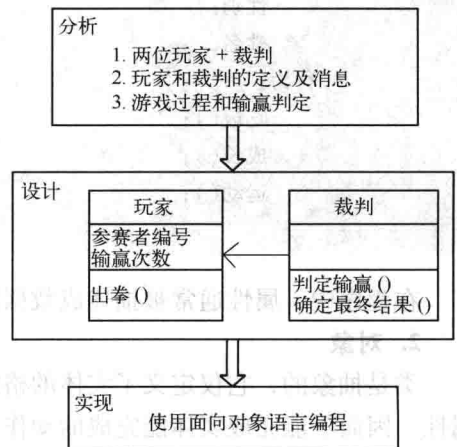 分析
1. 两位玩家 + 裁判
2. 玩家和裁判的定义及消息
3. 游戏过程和输赢判定
设计
玩家
参赛者编号
输赢次数
出拳 ()
裁判
判定输赢 ()
确定最终结果 ()
实现
使用面向对象语言编程